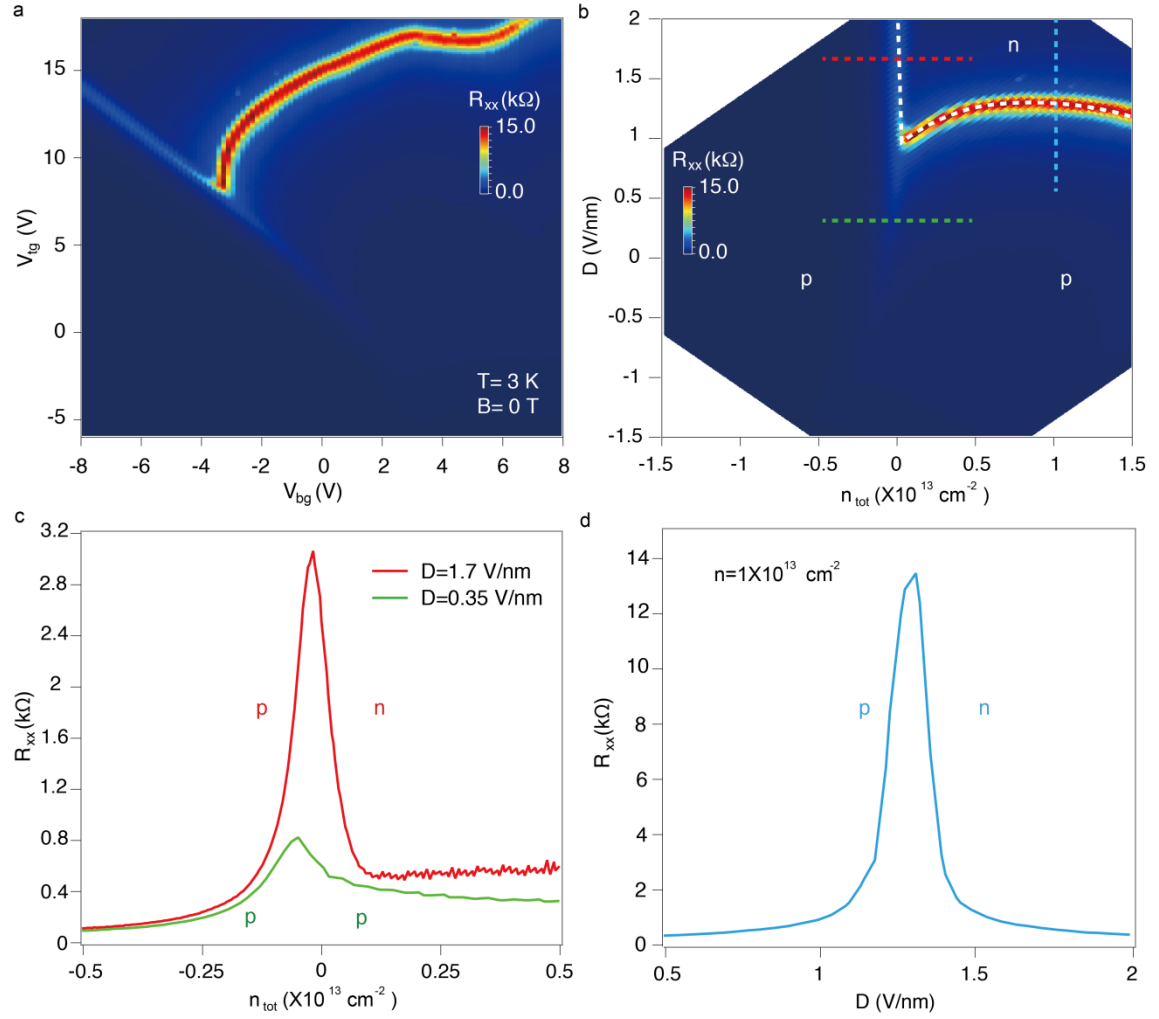 a
V_tg (V)
15
10
5
0
-5
R_xx (kΩ)
15.0
0.0
T= 3 K
B= 0 T
-8 -6 -4 -2 0 2 4 6 8
V_bg (V)
b
D (V/nm)
2
1.5
1
0.5
0
-0.5
-1
-1.5
n
R_xx (kΩ)
15.0
0.0
p p
-1.5 -1 -0.5 0 0.5 1 1.5
n_tot (X10^13 cm^-2)
c
R_xx (kΩ)
3.2
2.8
2.4
2
1.6
1.2
0.8
0.4
0
D=1.7 V/nm
D=0.35 V/nm
p n
p p
-0.5 -0.25 0 0.25 0.5
n_tot (X10^13 cm^-2)
d
R_xx (kΩ)
14
12
10
8
6
4
2
0
n=1X10^13 cm^-2
p n
0.5 1 1.5 2
D (V/nm)